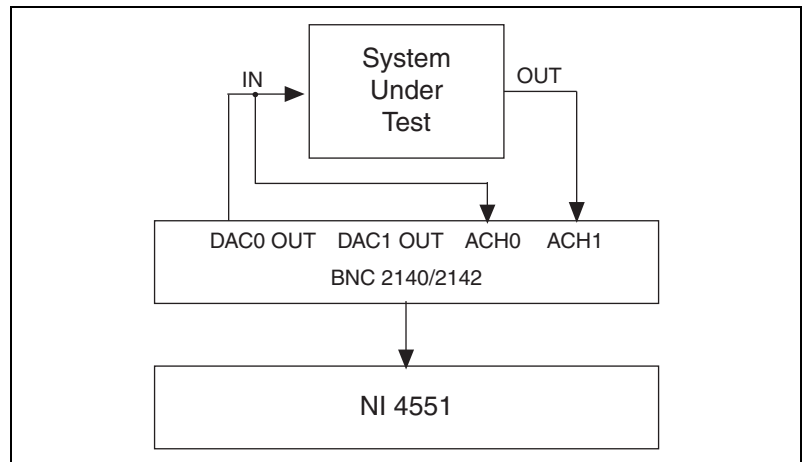 System
Under
Test
IN
OUT
DAC0 OUT DAC1 OUT ACH0 ACH1
BNC 2140/2142
NI 4551